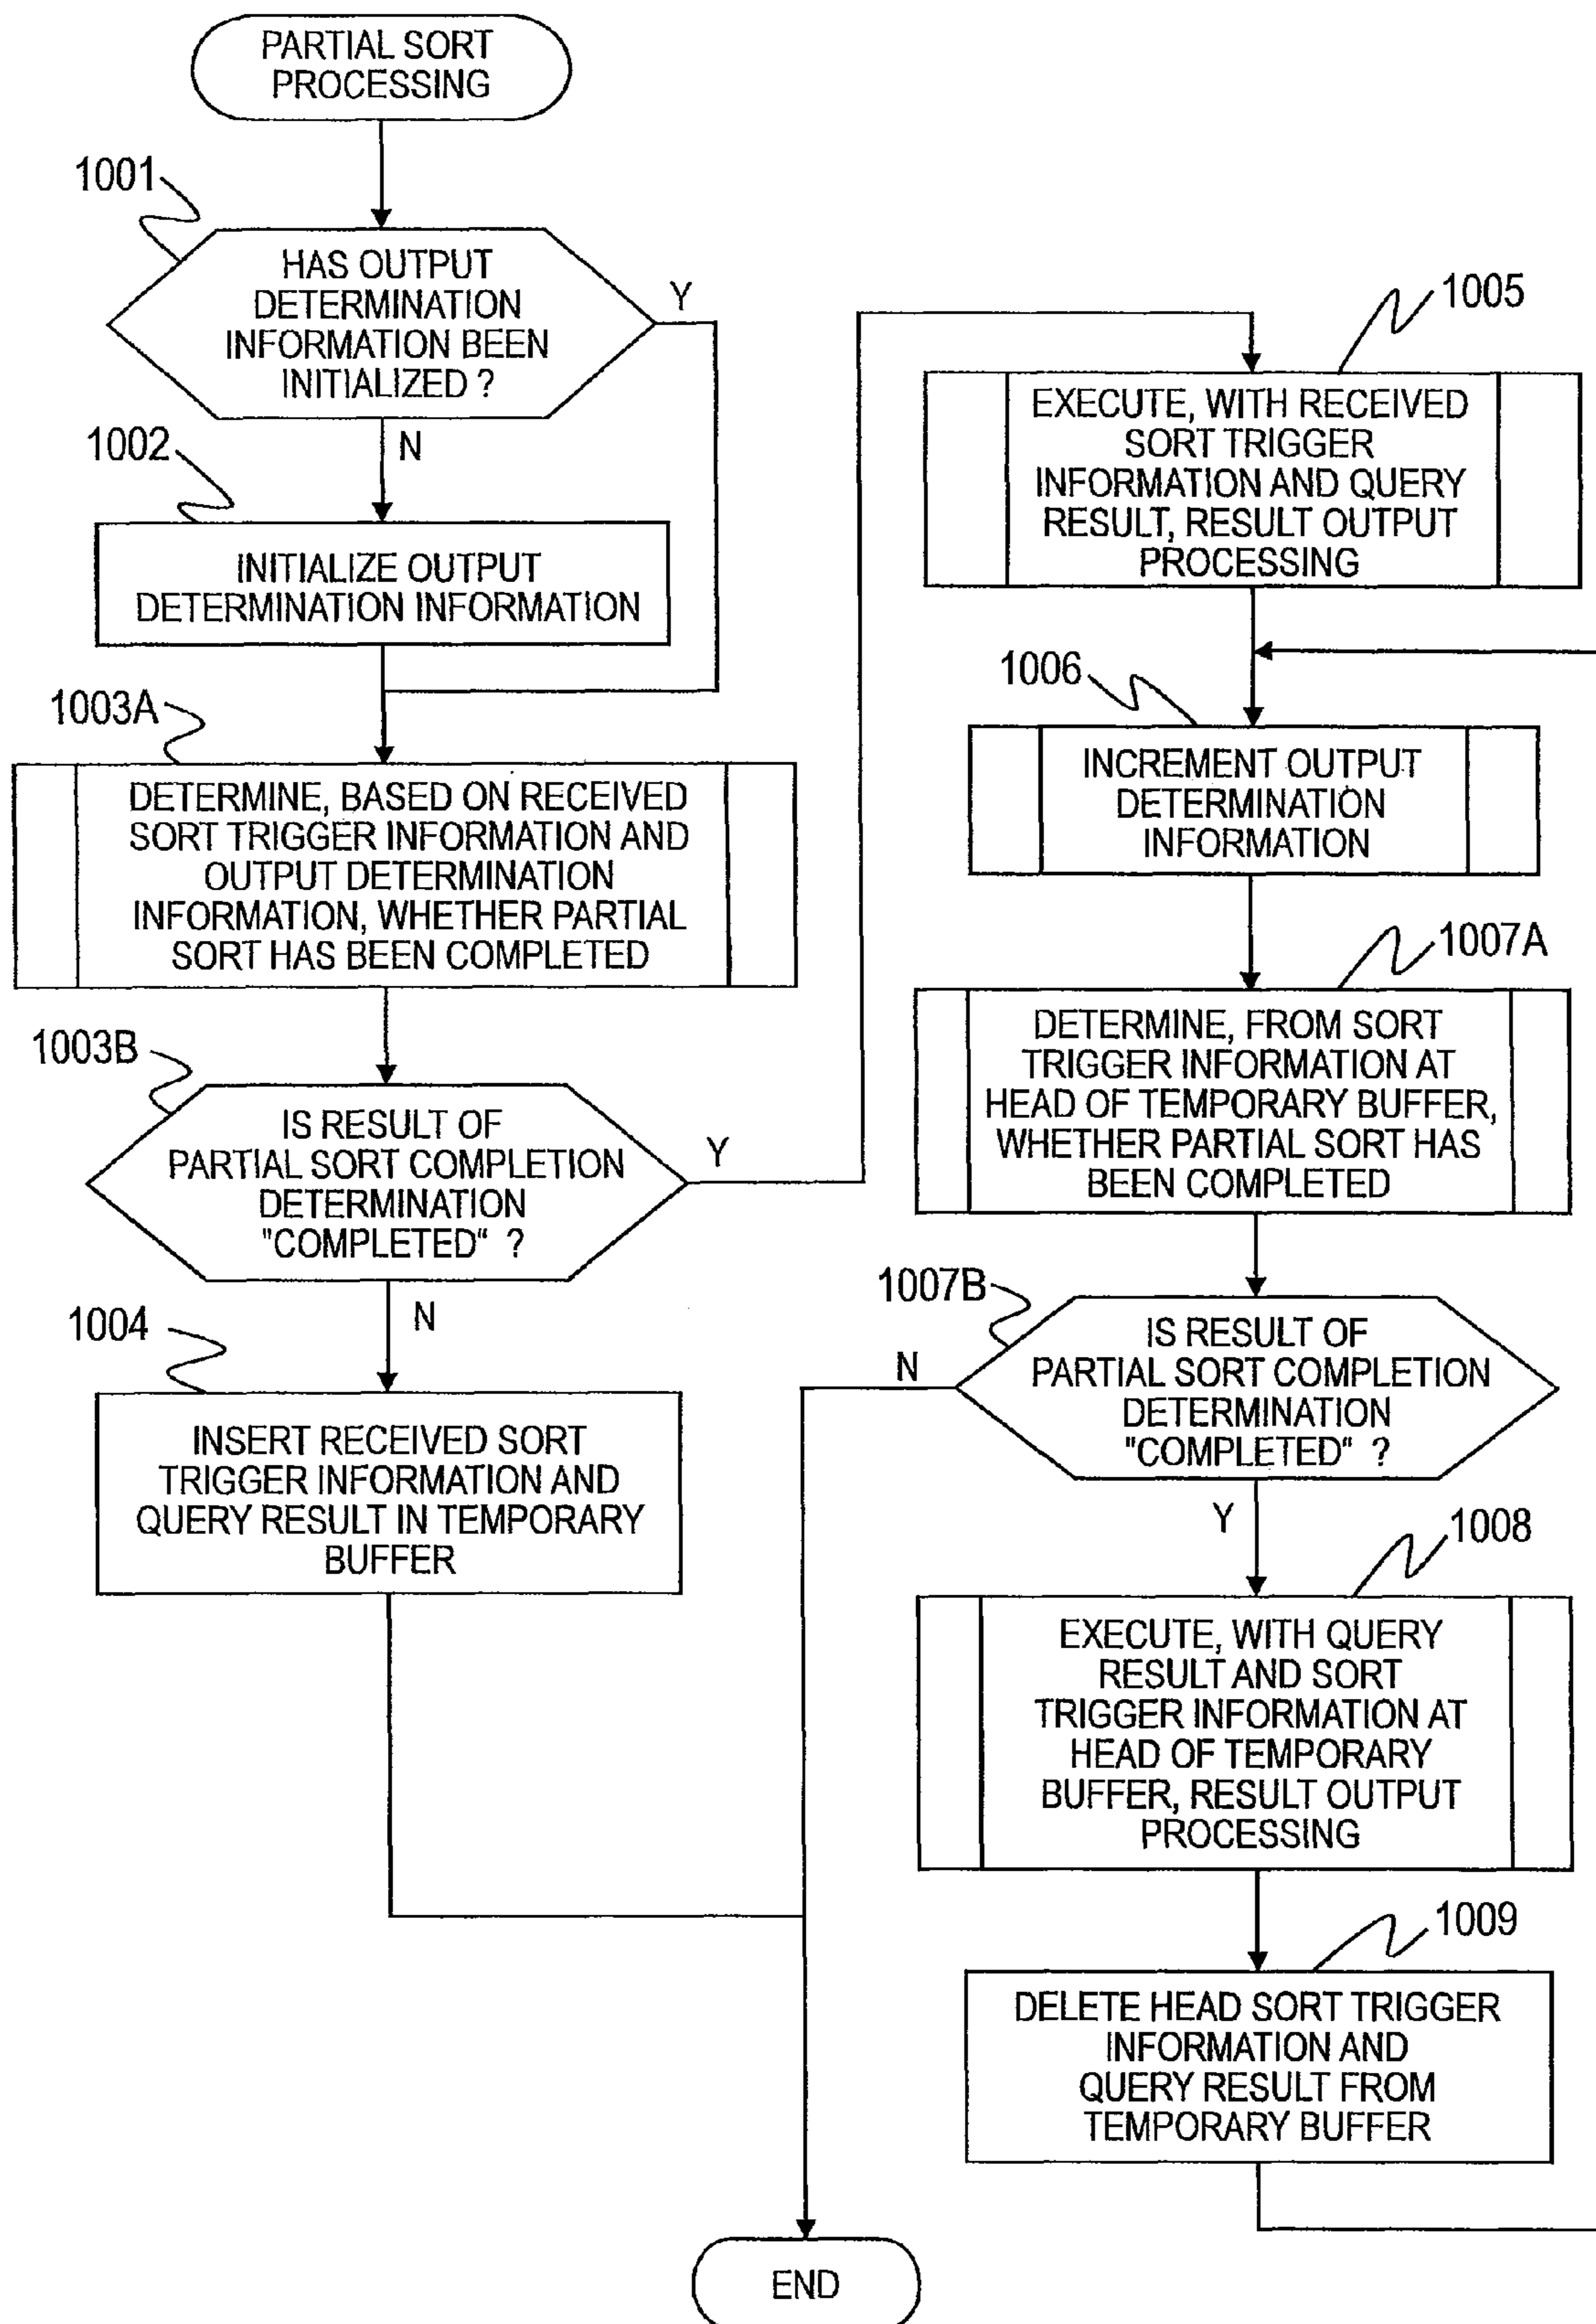 PARTIAL SORT
PROCESSING
1001
HAS OUTPUT
DETERMINATION
INFORMATION BEEN
INITIALIZED ?
Y
N
1002
INITIALIZE OUTPUT
DETERMINATION INFORMATION
1003A
DETERMINE, BASED ON RECEIVED
SORT TRIGGER INFORMATION AND
OUTPUT DETERMINATION
INFORMATION, WHETHER PARTIAL
SORT HAS BEEN COMPLETED
1003B
IS RESULT OF
PARTIAL SORT COMPLETION
DETERMINATION
"COMPLETED" ?
Y
N
1004
INSERT RECEIVED SORT
TRIGGER INFORMATION AND
QUERY RESULT IN TEMPORARY
BUFFER
1005
EXECUTE, WITH RECEIVED
SORT TRIGGER
INFORMATION AND QUERY
RESULT, RESULT OUTPUT
PROCESSING
1006
INCREMENT OUTPUT
DETERMINATION
INFORMATION
1007A
DETERMINE, FROM SORT
TRIGGER INFORMATION AT
HEAD OF TEMPORARY BUFFER,
WHETHER PARTIAL SORT HAS
BEEN COMPLETED
1007B
IS RESULT OF
PARTIAL SORT COMPLETION
DETERMINATION
"COMPLETED" ?
N
Y
1008
EXECUTE, WITH QUERY
RESULT AND SORT
TRIGGER INFORMATION AT
HEAD OF TEMPORARY
BUFFER, RESULT OUTPUT
PROCESSING
1009
DELETE HEAD SORT TRIGGER
INFORMATION AND
QUERY RESULT FROM
TEMPORARY BUFFER
END